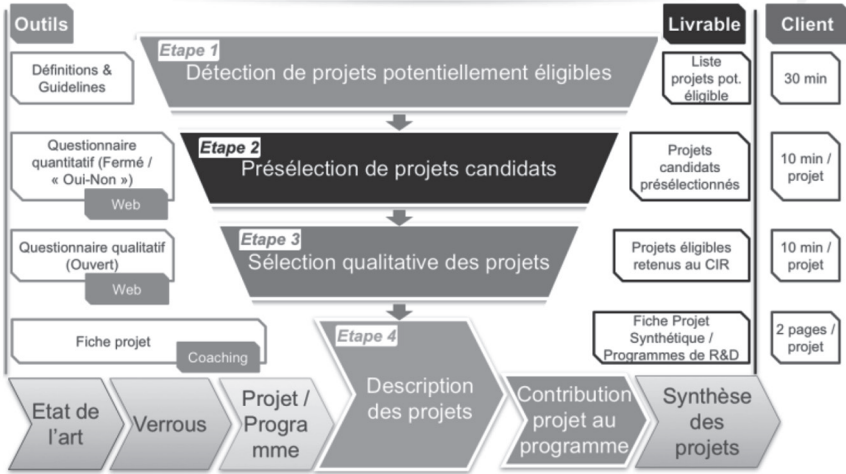 Outils
Livrable
Client
Etape 1
Détection de projets potentiellement éligibles
Définitions &
Guidelines
Liste
projets pot.
éligible
30 min
Etape 2
Présélection de projets candidats
Questionnaire
quantitatif (Fermé /
« Oui-Non »)
Web
Projets
candidats
présélectionnés
10 min /
projet
Etape 3
Sélection qualitative des projets
Questionnaire qualitatif
(Ouvert)
Web
Projets éligibles
retenus au CIR
10 min /
projet
Fiche projet
Coaching
Etape 4
Description
des projets
Fiche Projet
Synthétique /
Programmes de R&D
2 pages /
projet
Etat de
l'art
Verrous
Projet /
Progra
mme
Contribution
projet au
programme
Synthèse
des
projets